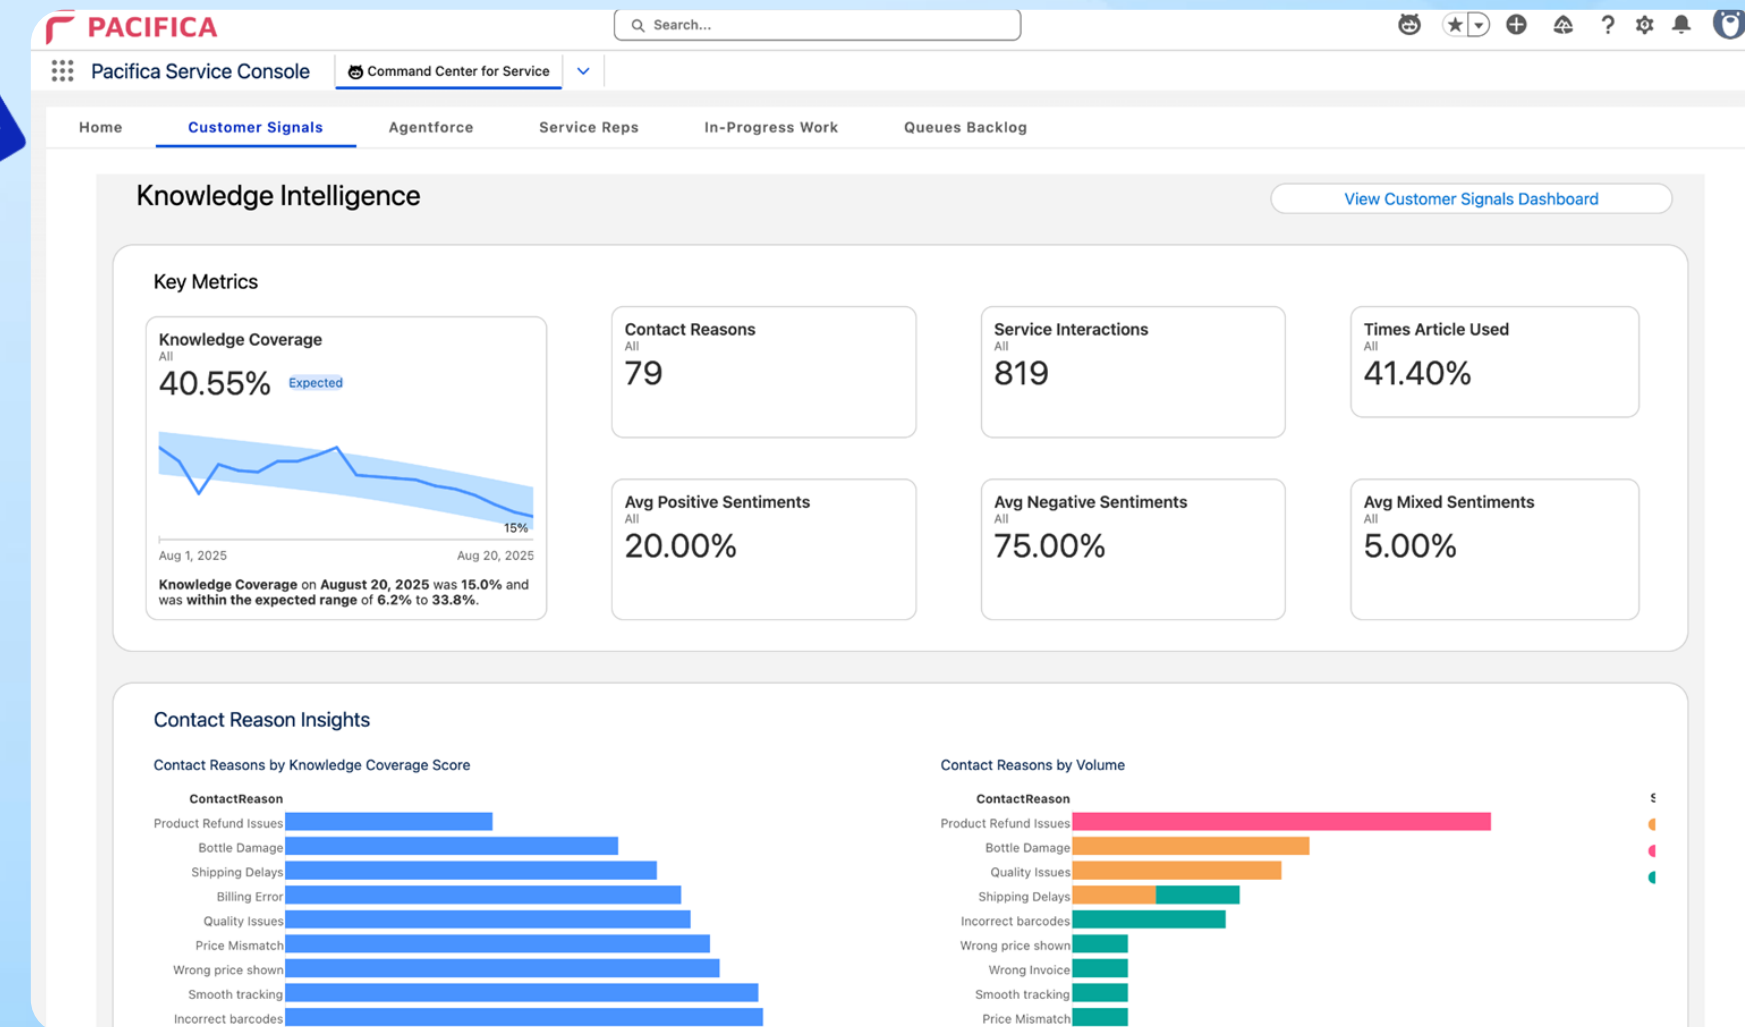 PACIFICA
Search...
Pacifica Service Console
Command Center for Service
Home
Customer Signals
Agentforce
Service Reps
In-Progress Work
Queues Backlog
Knowledge Intelligence
View Customer Signals Dashboard
Key Metrics
Knowledge Coverage
All
40.55%
Expected
15%
Aug 1, 2025
Aug 20, 2025
Knowledge Coverage on August 20, 2025 was 15.0% and
was within the expected range of 6.2% to 33.8%.
Contact Reasons
All
79
Service Interactions
All
819
Times Article Used
All
41.40%
Avg Positive Sentiments
All
20.00%
Avg Negative Sentiments
All
75.00%
Avg Mixed Sentiments
All
5.00%
Contact Reason Insights
Contact Reasons by Knowledge Coverage Score
ContactReason
Product Refund Issues
Bottle Damage
Shipping Delays
Billing Error
Quality Issues
Price Mismatch
Wrong price shown
Smooth tracking
Incorrect barcodes
Contact Reasons by Volume
ContactReason
Product Refund Issues
Bottle Damage
Quality Issues
Shipping Delays
Incorrect barcodes
Wrong price shown
Wrong Invoice
Smooth tracking
Price Mismatch